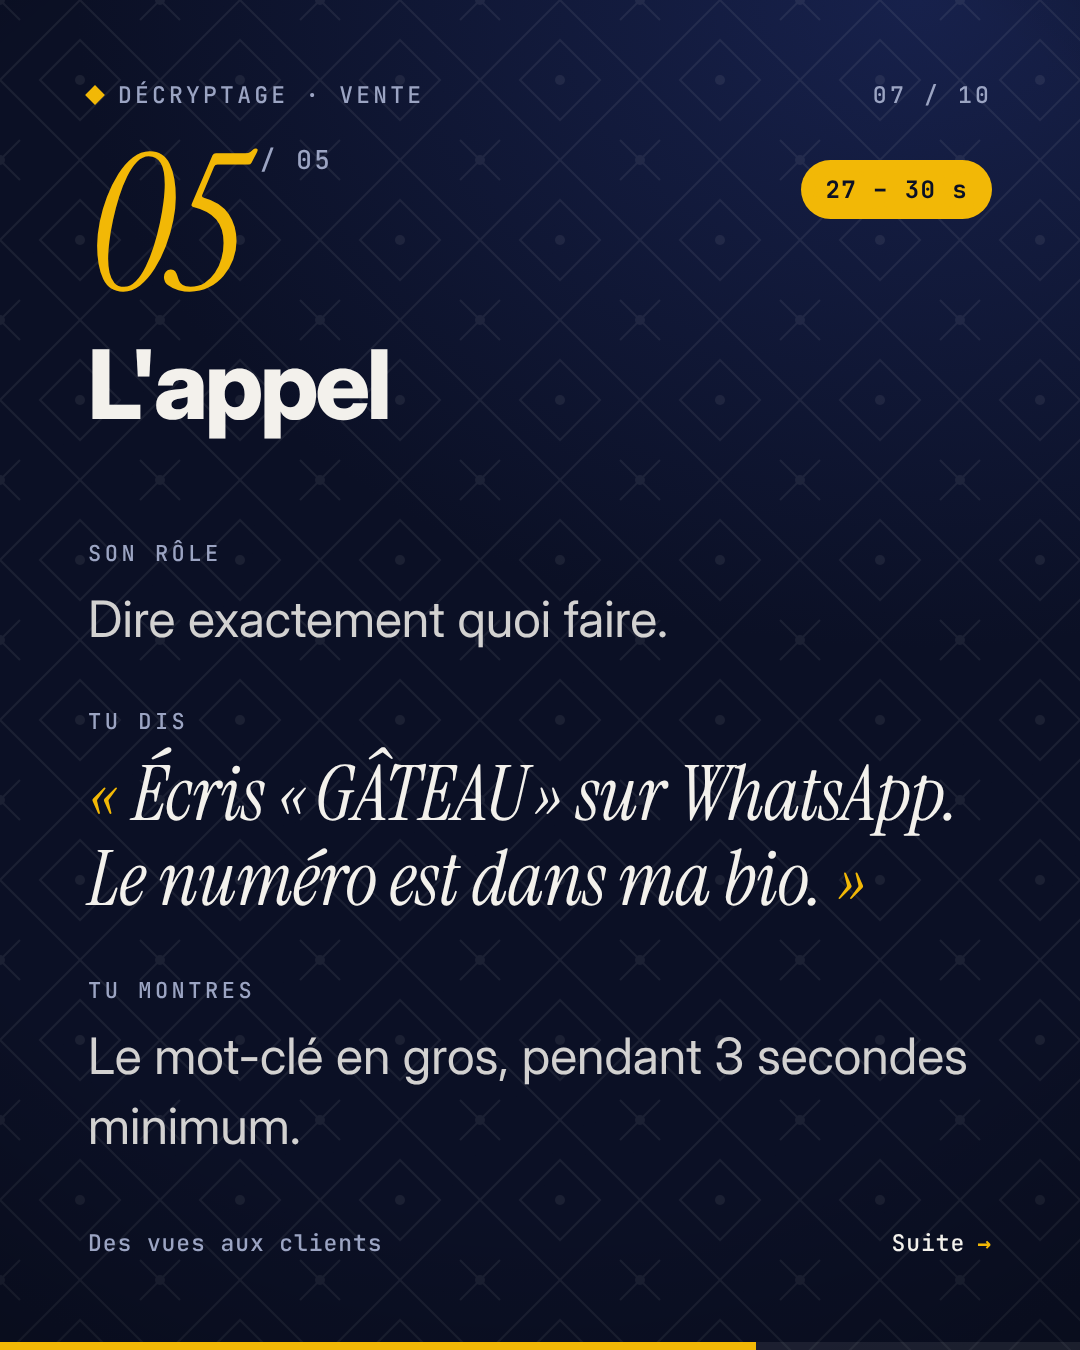 DÉCRYPTAGE · VENTE
07 / 10
05 / 05
27 – 30 s
L'appel
SON RÔLE
Dire exactement quoi faire.
TU DIS
« Écris « GÂTEAU » sur WhatsApp.
Le numéro est dans ma bio. »
TU MONTRES
Le mot-clé en gros, pendant 3 secondes
minimum.
Des vues aux clients
Suite →